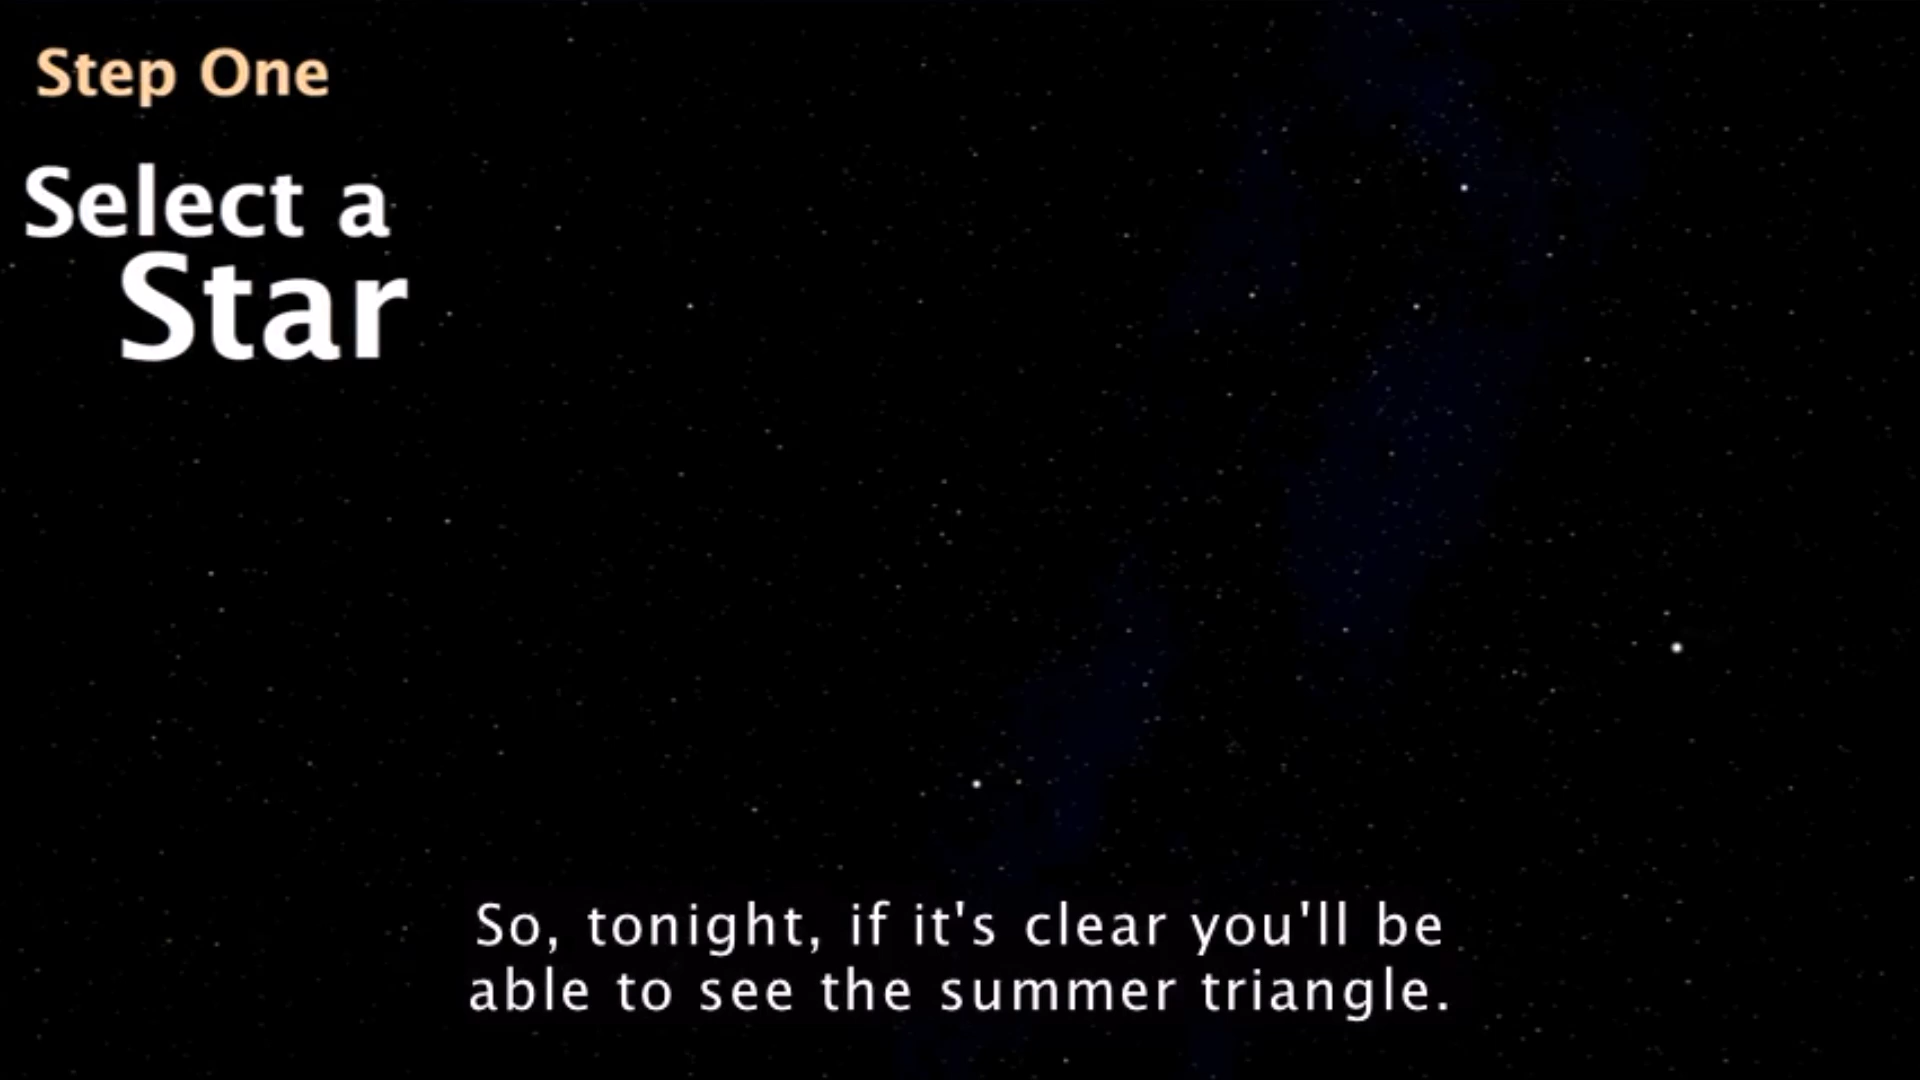 Step One
Select a
Star
So, tonight, if it's clear you'll be
able to see the summer triangle.